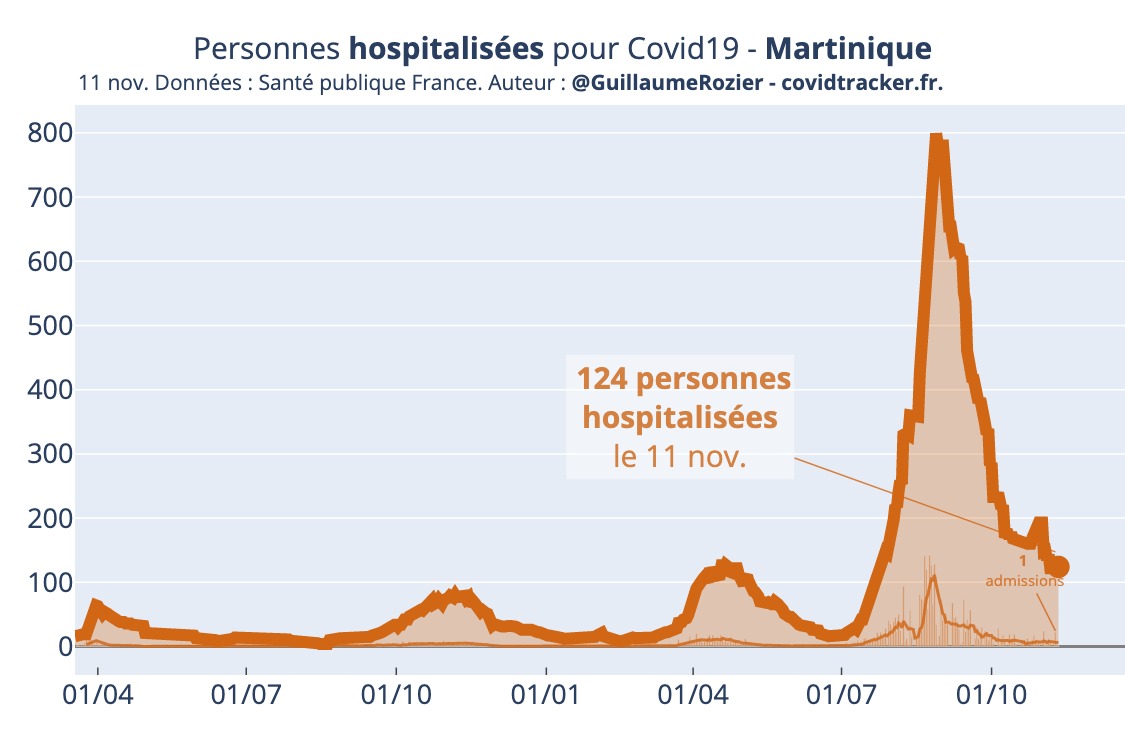 Personnes hospitalisées pour Covid19 - Martinique
11 nov. Données : Santé publique France. Auteur : @GuillaumeRozier - covidtracker.fr.
800
700
600
500
400
300
200
100
0
124 personnes
hospitalisées
le 11 nov.
1
admissions
01/04 01/07 01/10 01/01 01/04 01/07 01/10